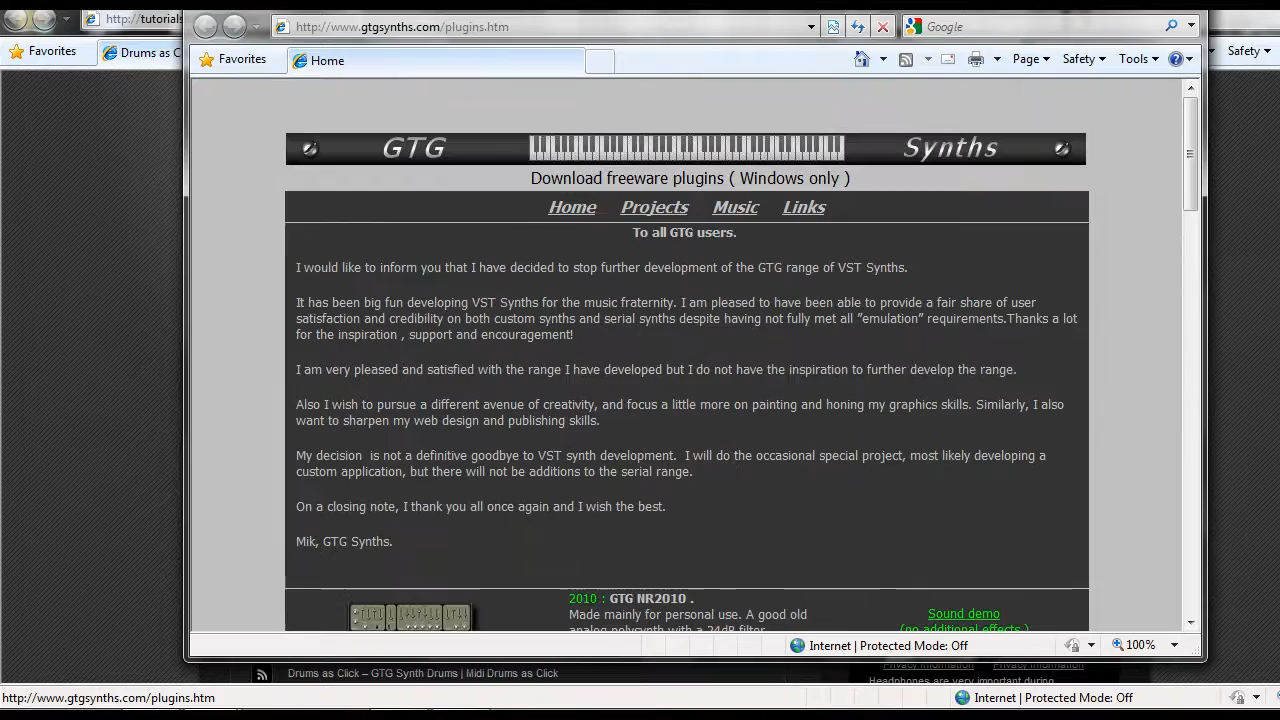 http://tutorials
http://www.gtgsynths.com/plugins.htm
Google
Favorites
Drums as C
Favorites
Home
Page
Safety
Tools
Safety
GTG
Synths
Download freeware plugins ( Windows only )
Home Projects Music Links
To all GTG users.
I would like to inform you that I have decided to stop further development of the GTG range of VST Synths.
It has been big fun developing VST Synths for the music fraternity. I am pleased to have been able to provide a fair share of user
satisfaction and credibility on both custom synths and serial synths despite having not fully met all ”emulation” requirements.Thanks a lot
for the inspiration , support and encouragement!
I am very pleased and satisfied with the range I have developed but I do not have the inspiration to further develop the range.
Also I wish to pursue a different avenue of creativity, and focus a little more on painting and honing my graphics skills. Similarly, I also
want to sharpen my web design and publishing skills.
My decision  is not a definitive goodbye to VST synth development.  I will do the occasional special project, most likely developing a
custom application, but there will not be additions to the serial range.
On a closing note, I thank you all once again and I wish the best.
Mik, GTG Synths.
2010 : GTG NR2010 .
Made mainly for personal use. A good old
analog polysynth with a 24dB filter
Sound demo
(no additional effects )
Internet | Protected Mode: Off
100%
Drums as Click – GTG Synth Drums | Midi Drums as Click
Privacy Information
Privacy Information
Headphones are very important during
http://www.gtgsynths.com/plugins.htm
Internet | Protected Mode: Off